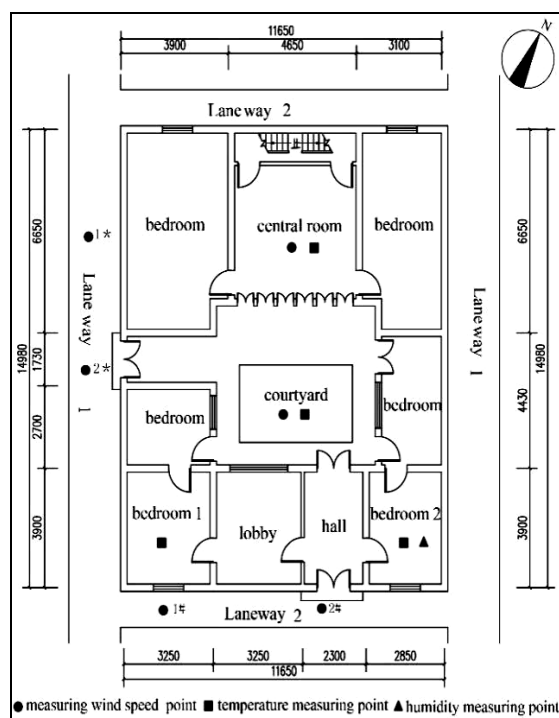 11650
3900 4650 3100
N
Laneway 2
bedroom
central room
bedroom
6650
6650
1*
Laneway 1
Laneway 1
14980
14980
1730
2*
courtyard
bedroom
bedroom
2700
4430
bedroom 1
lobby
hall
bedroom 2
3900
3900
1#
2#
Laneway 2
3250 3250 2300 2850
11650
measuring wind speed point temperature measuring point humidity measuring point